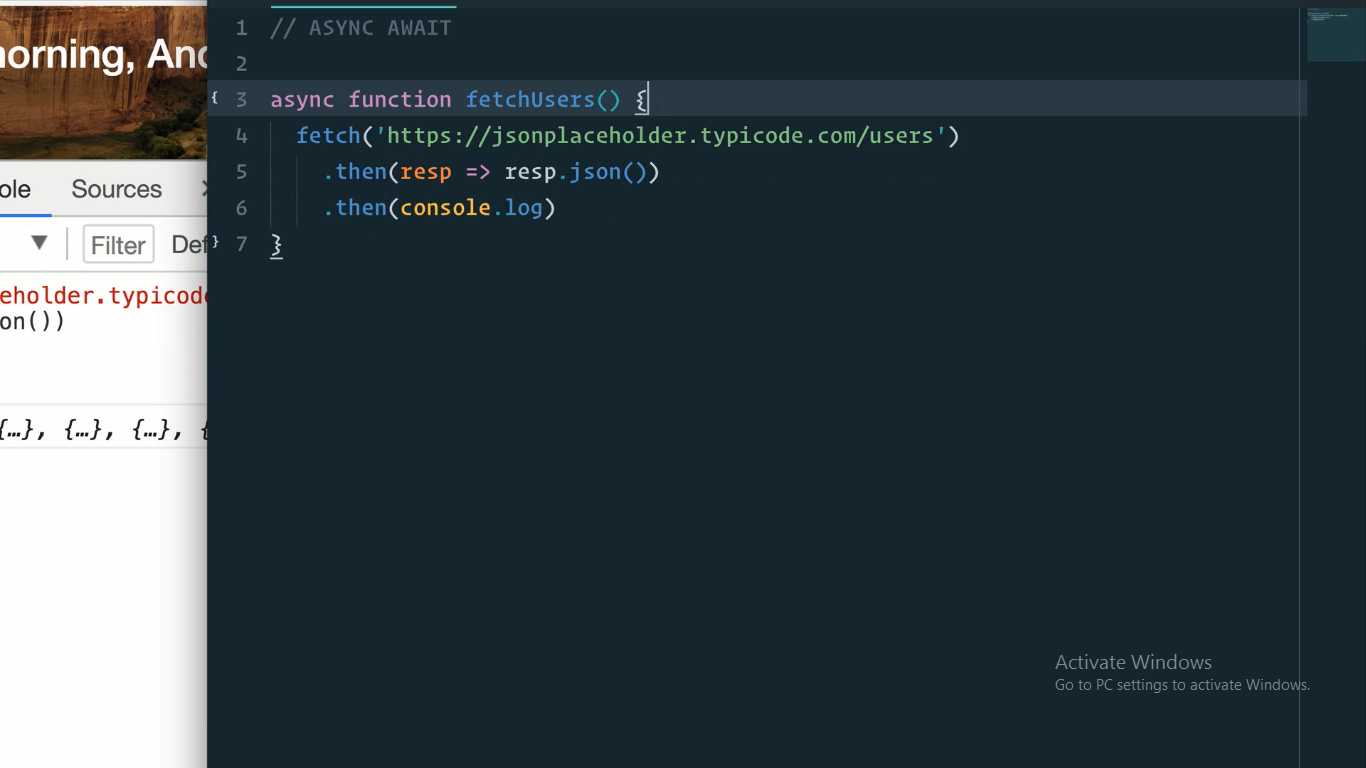 // ASYNC AWAIT
async function fetchUsers() {
fetch('https://jsonplaceholder.typicode.com/users')
.then(resp => resp.json())
.then(console.log)
}
1
2
{ 3
4
5
6
} 7
morning, And
ole Sources
▼ Filter Def
eholder.typicode
on())
{…}, {…}, {…}, {
Activate Windows
Go to PC settings to activate Windows.